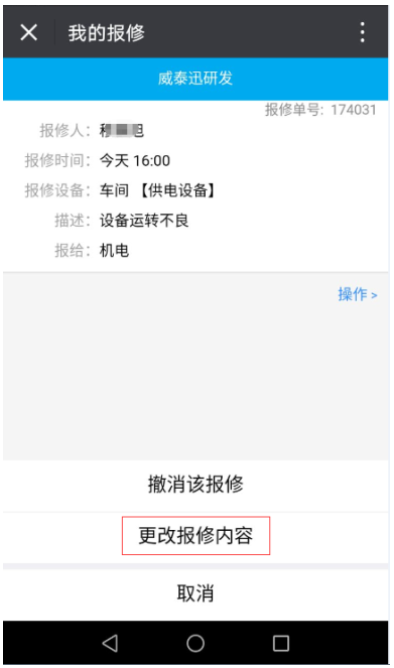 我的报修
威泰迅研发
报修单号: 174031
报修人:
报修时间: 今天 16:00
报修设备: 车间 【供电设备】
描述: 设备运转不良
报给: 机电
操作 >
撤消该报修
更改报修内容
取消